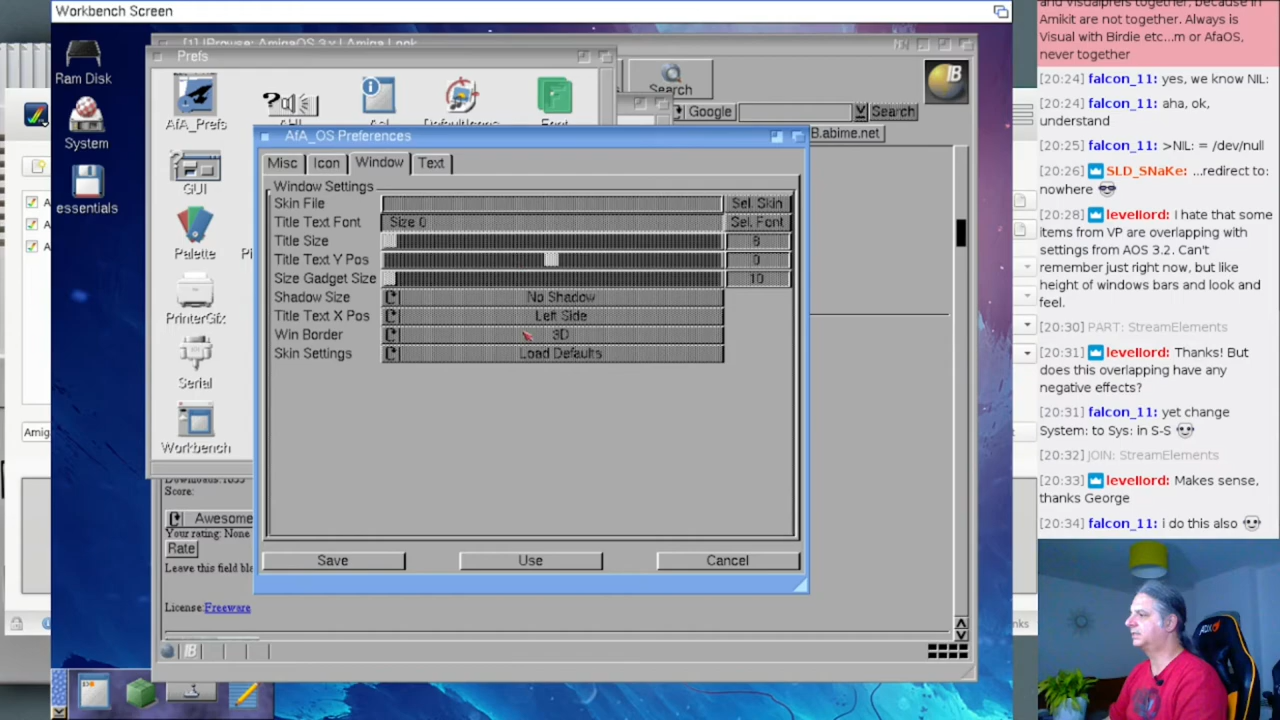 Workbench Screen
Ram Disk
System
essentials
[1] IBrowse: AmigaOS 3.x | Amiga Look
Prefs
AfA_Prefs
GUI
Palette
PrinterGfx
Serial
Workbench
Font
Search
Google
Search
B.abime.net
AfA_OS Preferences
Misc
Icon
Window
Text
Window Settings
Skin File
Sel. Skin
Title Text Font
Size 0
Sel. Font
Title Size
8
Title Text Y Pos
0
Size Gadget Size
10
Shadow Size
No Shadow
Title Text X Pos
Left Side
Win Border
3D
Skin Settings
Load Defaults
Save
Use
Cancel
Score:
Awesome
Your rating: None
Rate
Leave this field bla
License:Freeware
Amig
and Visualprefs together, because in
Amikit are not together. Always is
Visual with Birdie etc...m or AfaOS,
never together
[20:24] falcon_11: yes, we know NIL:
[20:24] falcon_11: aha, ok,
understand
[20:25] falcon_11: >NIL: = /dev/null
[20:26] SLD_SNaKe: ...redirect to:
nowhere
[20:28] levellord: I hate that some
items from VP are overlapping with
settings from AOS 3.2. Can't
remember just right now, but like
height of windows bars and look and
feel.
[20:30] PART: StreamElements
[20:31] levellord: Thanks! But
does this overlapping have any
negative effects?
[20:31] falcon_11: yet change
System: to Sys: in S-S
[20:32] JOIN: StreamElements
[20:33] levellord: Makes sense,
thanks George
[20:34] falcon_11: i do this also